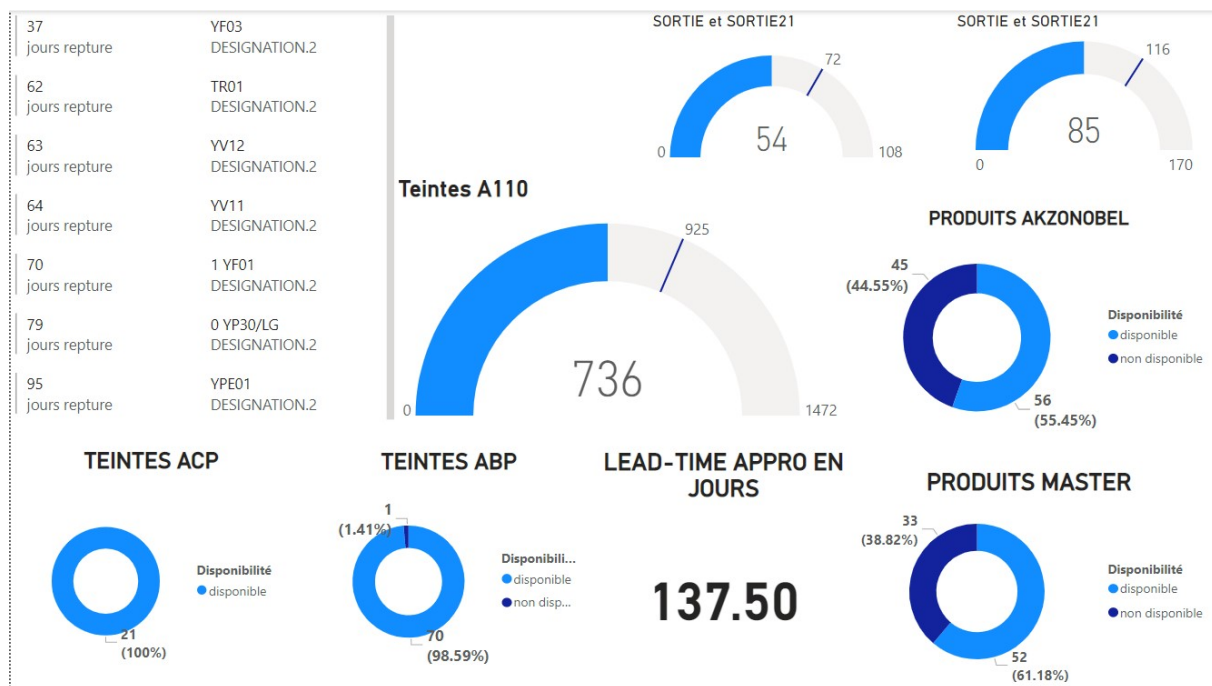 37 YF03
jours repture DESIGNATION.2
62 TR01
jours repture DESIGNATION.2
63 YV12
jours repture DESIGNATION.2
64 YV11
jours repture DESIGNATION.2
70 1 YF01
jours repture DESIGNATION.2
79 0 YP30/LG
jours repture DESIGNATION.2
95 YPE01
jours repture DESIGNATION.2
SORTIE et SORTIE21
72
54
0 108
SORTIE et SORTIE21
116
85
0 170
Teintes A110
925
736
0 1472
PRODUITS AKZONOBEL
45
(44.55%)
Disponibilité
disponible
non disponible
56
(55.45%)
TEINTES ACP
Disponibilité
disponible
21
(100%)
TEINTES ABP
1
(1.41%)
Disponibili...
disponible
non disp...
70
(98.59%)
LEAD-TIME APPRO EN
JOURS
137.50
PRODUITS MASTER
33
(38.82%)
Disponibilité
disponible
non disponible
52
(61.18%)